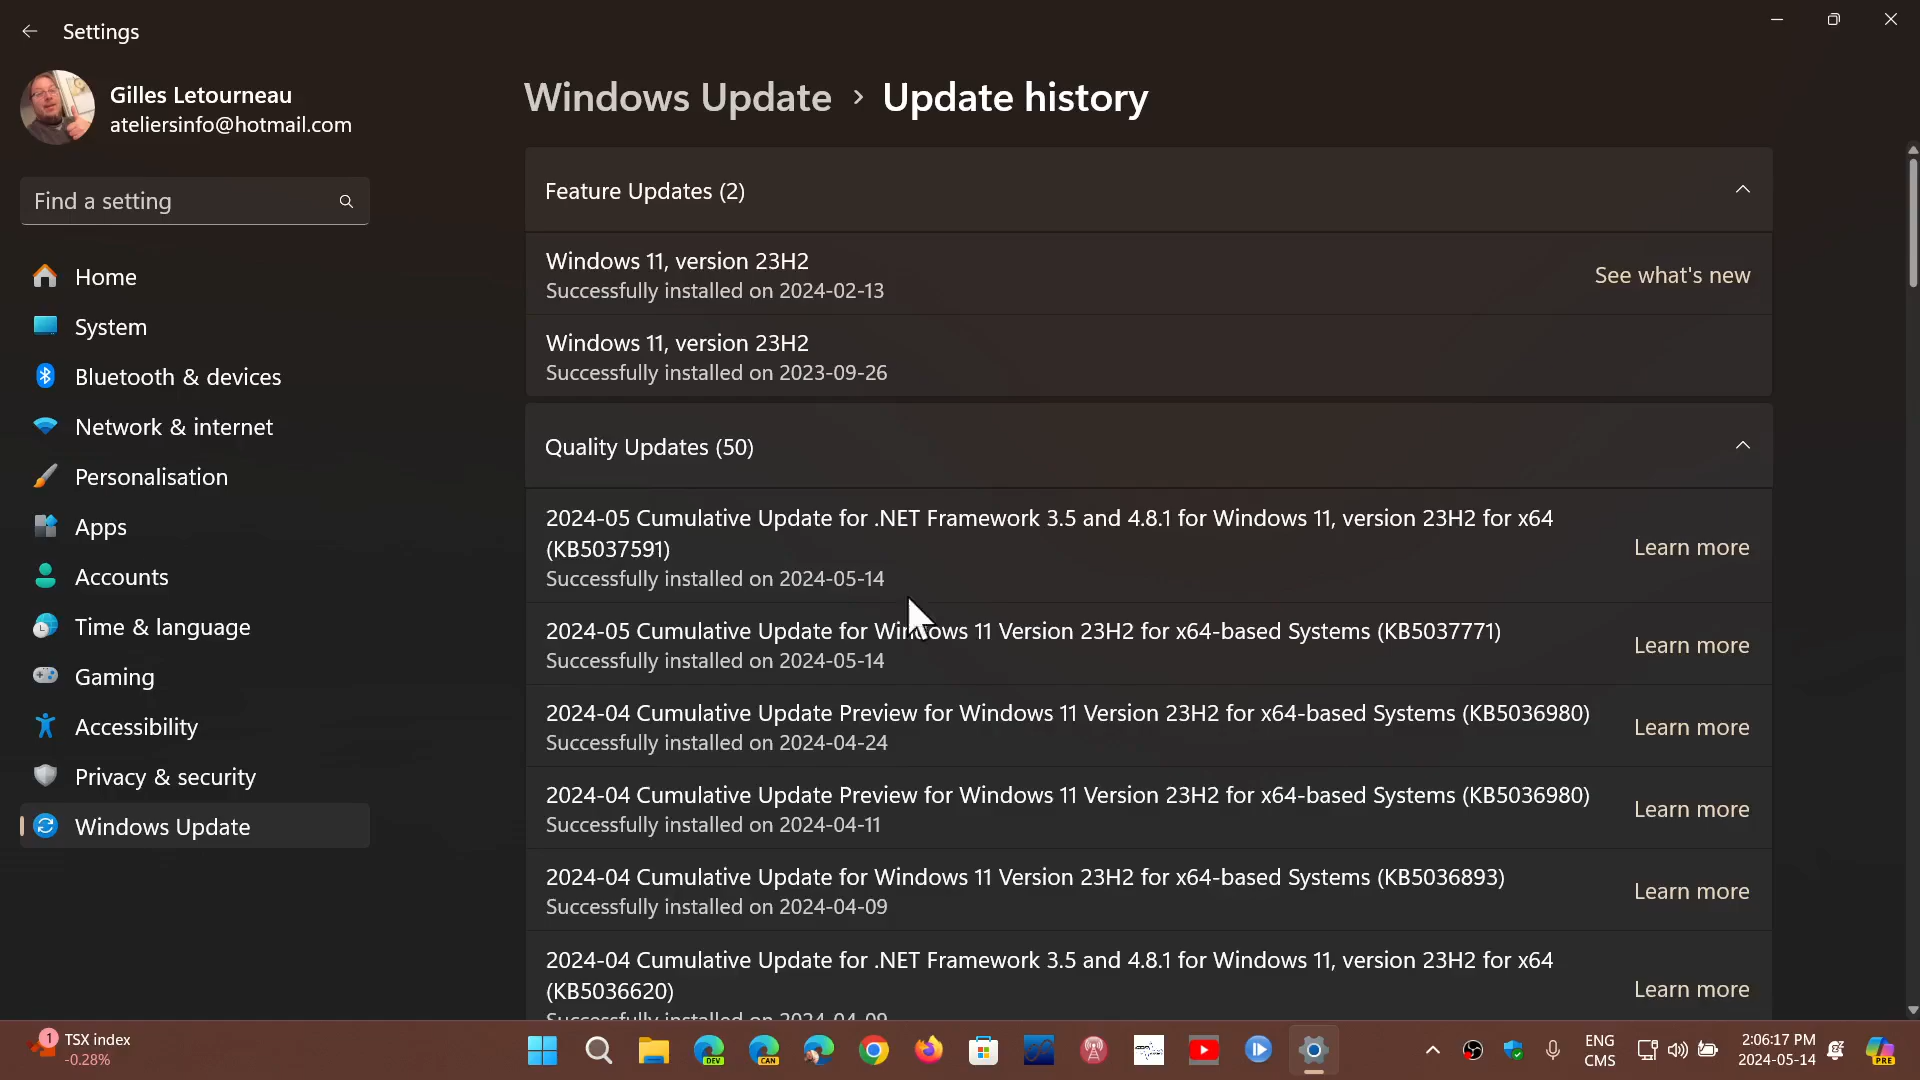 Settings
Gilles Letourneau
ateliersinfo@hotmail.com
Find a setting
Home
System
Bluetooth & devices
Network & internet
Personalisation
Apps
Accounts
Time & language
Gaming
Accessibility
Privacy & security
Windows Update
Windows Update > Update history
Feature Updates (2)
Windows 11, version 23H2
Successfully installed on 2024-02-13
See what's new
Windows 11, version 23H2
Successfully installed on 2023-09-26
Quality Updates (50)
2024-05 Cumulative Update for .NET Framework 3.5 and 4.8.1 for Windows 11, version 23H2 for x64
(KB5037591)
Successfully installed on 2024-05-14
Learn more
2024-05 Cumulative Update for Windows 11 Version 23H2 for x64-based Systems (KB5037771)
Successfully installed on 2024-05-14
Learn more
2024-04 Cumulative Update Preview for Windows 11 Version 23H2 for x64-based Systems (KB5036980)
Successfully installed on 2024-04-24
Learn more
2024-04 Cumulative Update Preview for Windows 11 Version 23H2 for x64-based Systems (KB5036980)
Successfully installed on 2024-04-11
Learn more
2024-04 Cumulative Update for Windows 11 Version 23H2 for x64-based Systems (KB5036893)
Successfully installed on 2024-04-09
Learn more
2024-04 Cumulative Update for .NET Framework 3.5 and 4.8.1 for Windows 11, version 23H2 for x64
(KB5036620)
Successfully installed on 2024-04-09
Learn more
1
TSX index
-0.28%
DEV
CAN
ENG
CMS
2:06:17 PM
2024-05-14
PRE